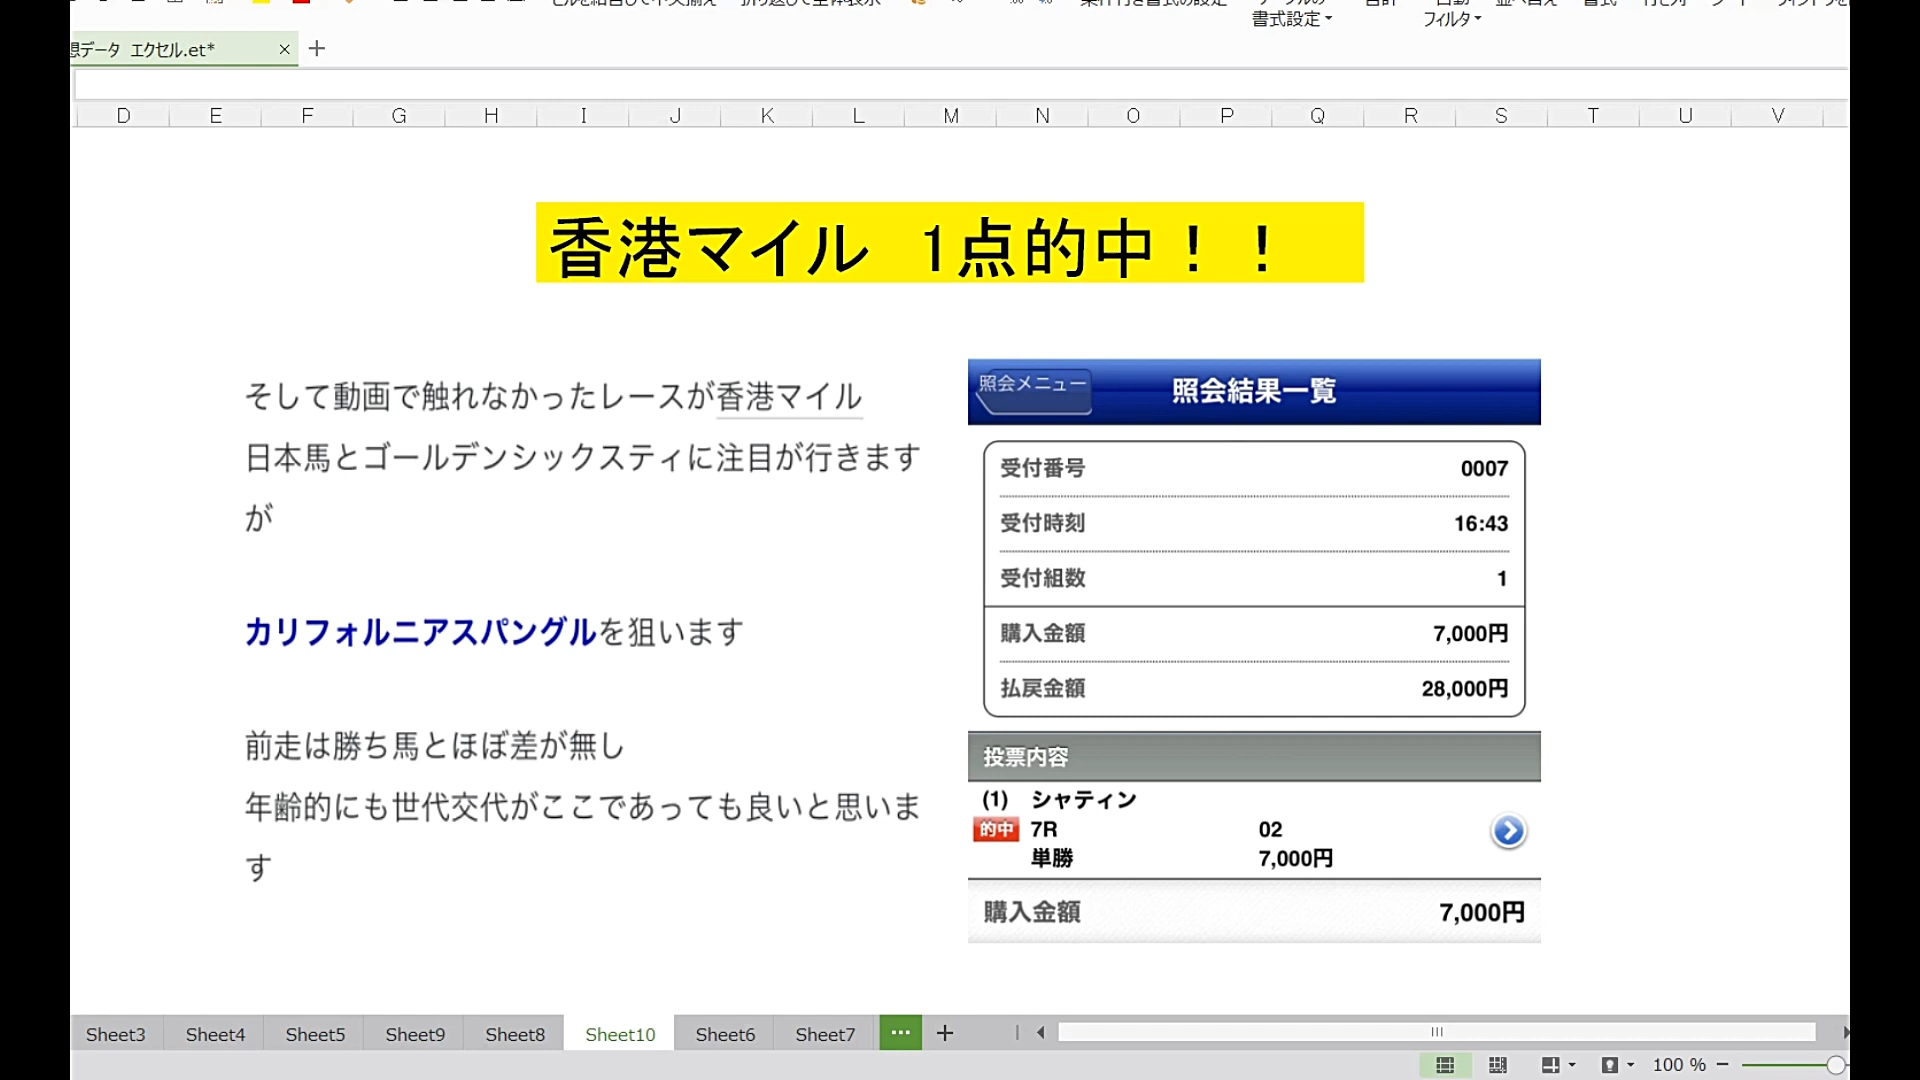 書式設定
フィルタ
データ エクセル.et*
D E F G H I J K L M N O P Q R S T U V
香港マイル 1点的中！！
そして動画で触れなかったレースが香港マイル
日本馬とゴールデンシックスティに注目が行きます
が
カリフォルニアスパングルを狙います
前走は勝ち馬とほぼ差が無し
年齢的にも世代交代がここであっても良いと思いま
す
照会メニュー 照会結果一覧
受付番号 0007
受付時刻 16:43
受付組数 1
購入金額 7,000円
払戻金額 28,000円
投票内容
(1) シャティン
的中 7R 02
単勝 7,000円
購入金額 7,000円
Sheet3 Sheet4 Sheet5 Sheet9 Sheet8 Sheet10 Sheet6 Sheet7
100 %